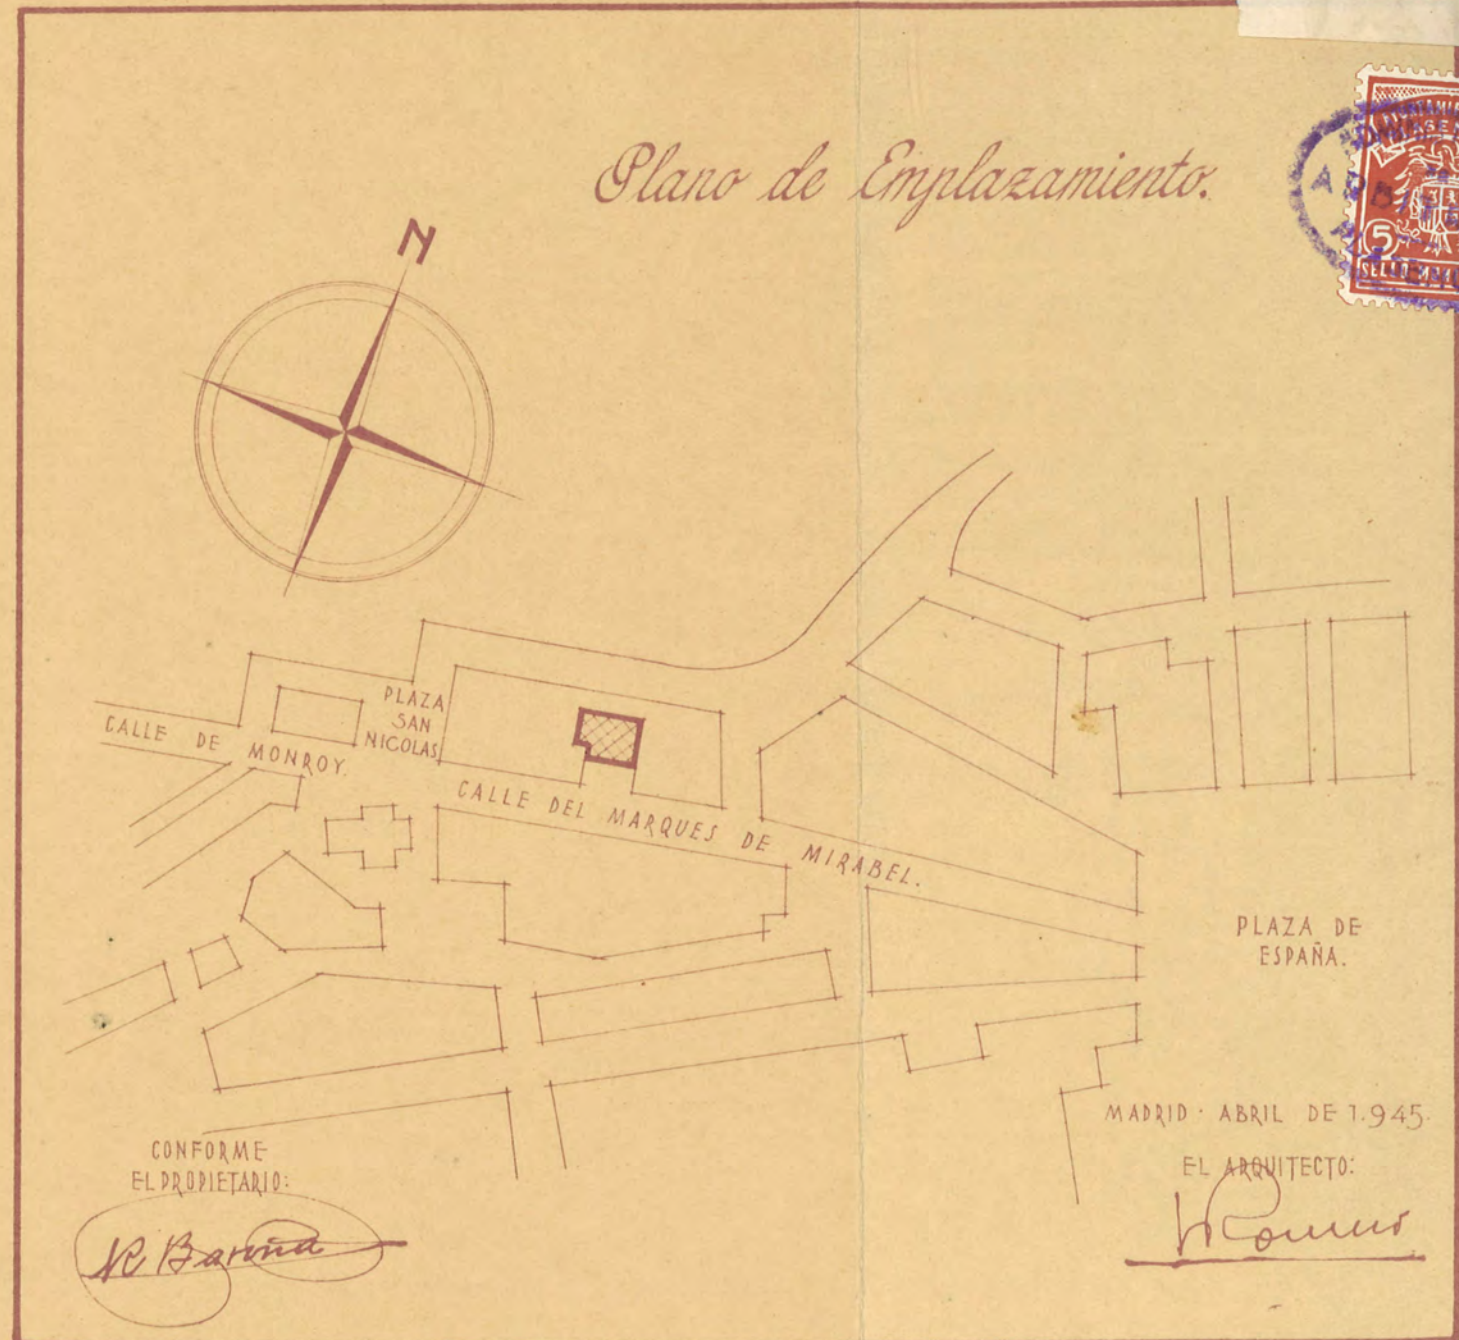 Plano de Emplazamiento.
N
5
PLAZA
SAN
NICOLAS
CALLE DE MONROY.
CALLE DEL MARQUES DE MIRABEL.
PLAZA DE
ESPAÑA.
MADRID · ABRIL DE 1.945.
EL ARQUITECTO:
CONFORME
EL PROPIETARIO: